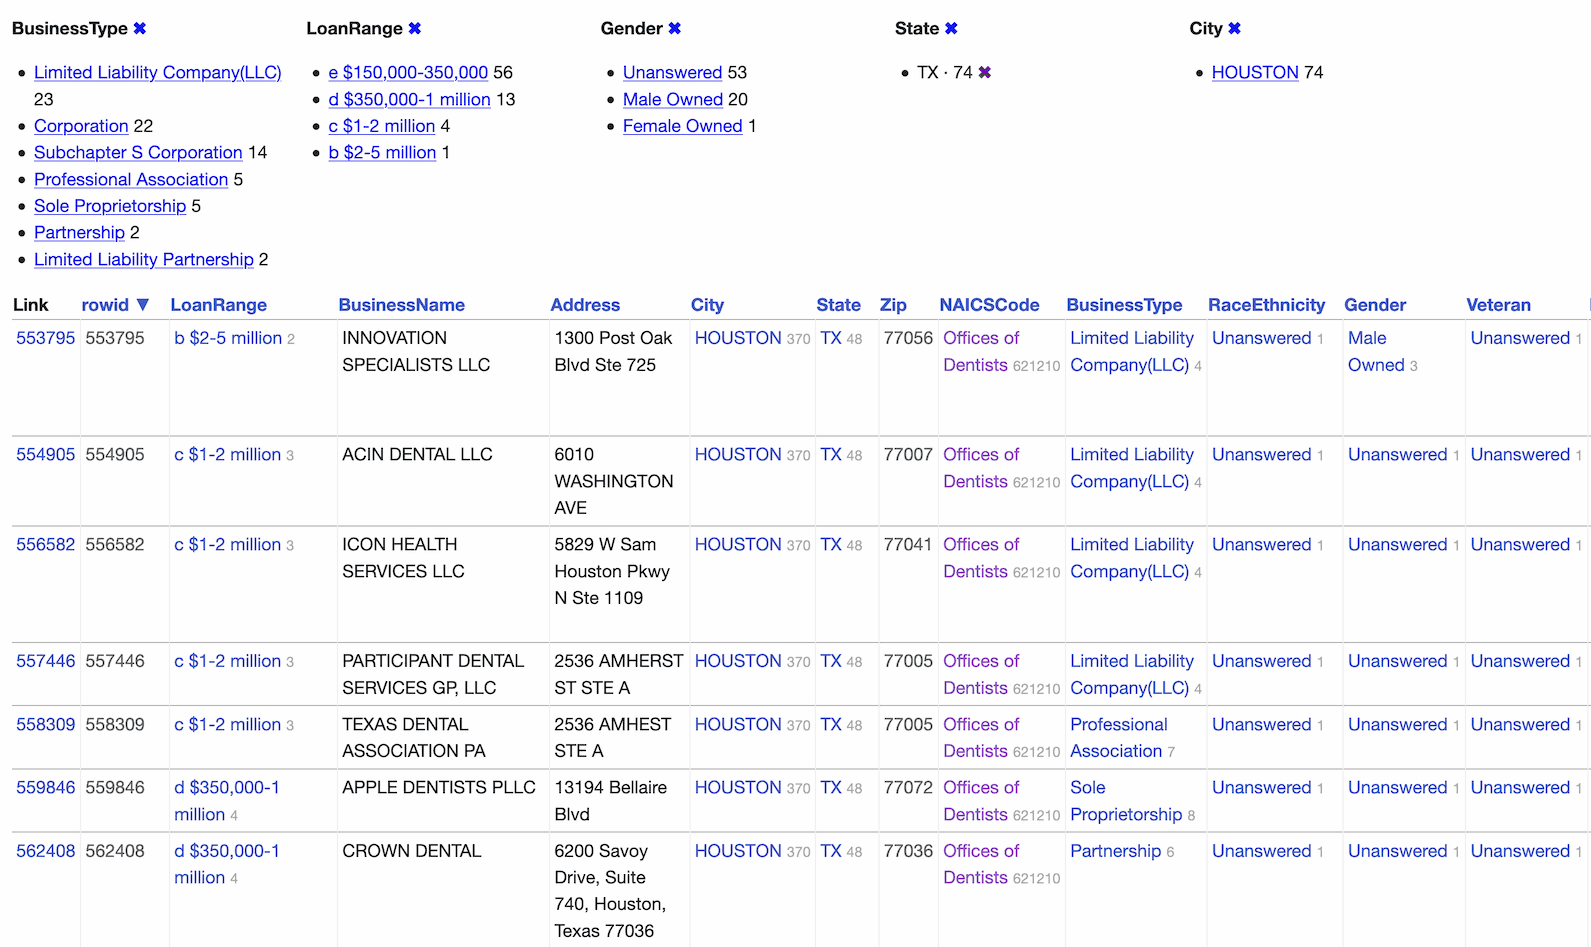 BusinessType ✖ LoanRange ✖ Gender ✖ State ✖ City ✖
• Limited Liability Company(LLC) 23
• Corporation 22
• Subchapter S Corporation 14
• Professional Association 5
• Sole Proprietorship 5
• Partnership 2
• Limited Liability Partnership 2
• e $150,000-350,000 56
• d $350,000-1 million 13
• c $1-2 million 4
• b $2-5 million 1
• Unanswered 53
• Male Owned 20
• Female Owned 1
• TX · 74 ✖
• HOUSTON 74
Link rowid ▼ LoanRange BusinessName Address City State Zip NAICSCode BusinessType RaceEthnicity Gender Veteran
553795 553795 b $2-5 million 2 INNOVATION SPECIALISTS LLC 1300 Post Oak Blvd Ste 725 HOUSTON 370 TX 48 77056 Offices of Dentists 621210 Limited Liability Company(LLC) 4 Unanswered 1 Male Owned 3 Unanswered 1
554905 554905 c $1-2 million 3 ACIN DENTAL LLC 6010 WASHINGTON AVE HOUSTON 370 TX 48 77007 Offices of Dentists 621210 Limited Liability Company(LLC) 4 Unanswered 1 Unanswered 1 Unanswered 1
556582 556582 c $1-2 million 3 ICON HEALTH SERVICES LLC 5829 W Sam Houston Pkwy N Ste 1109 HOUSTON 370 TX 48 77041 Offices of Dentists 621210 Limited Liability Company(LLC) 4 Unanswered 1 Unanswered 1 Unanswered 1
557446 557446 c $1-2 million 3 PARTICIPANT DENTAL SERVICES GP, LLC 2536 AMHERST ST STE A HOUSTON 370 TX 48 77005 Offices of Dentists 621210 Limited Liability Company(LLC) 4 Unanswered 1 Unanswered 1 Unanswered 1
558309 558309 c $1-2 million 3 TEXAS DENTAL ASSOCIATION PA 2536 AMHEST STE A HOUSTON 370 TX 48 77005 Offices of Dentists 621210 Professional Association 7 Unanswered 1 Unanswered 1 Unanswered 1
559846 559846 d $350,000-1 million 4 APPLE DENTISTS PLLC 13194 Bellaire Blvd HOUSTON 370 TX 48 77072 Offices of Dentists 621210 Sole Proprietorship 8 Unanswered 1 Unanswered 1 Unanswered 1
562408 562408 d $350,000-1 million 4 CROWN DENTAL 6200 Savoy Drive, Suite 740, Houston, Texas 77036 HOUSTON 370 TX 48 77036 Offices of Dentists 621210 Partnership 6 Unanswered 1 Unanswered 1 Unanswered 1